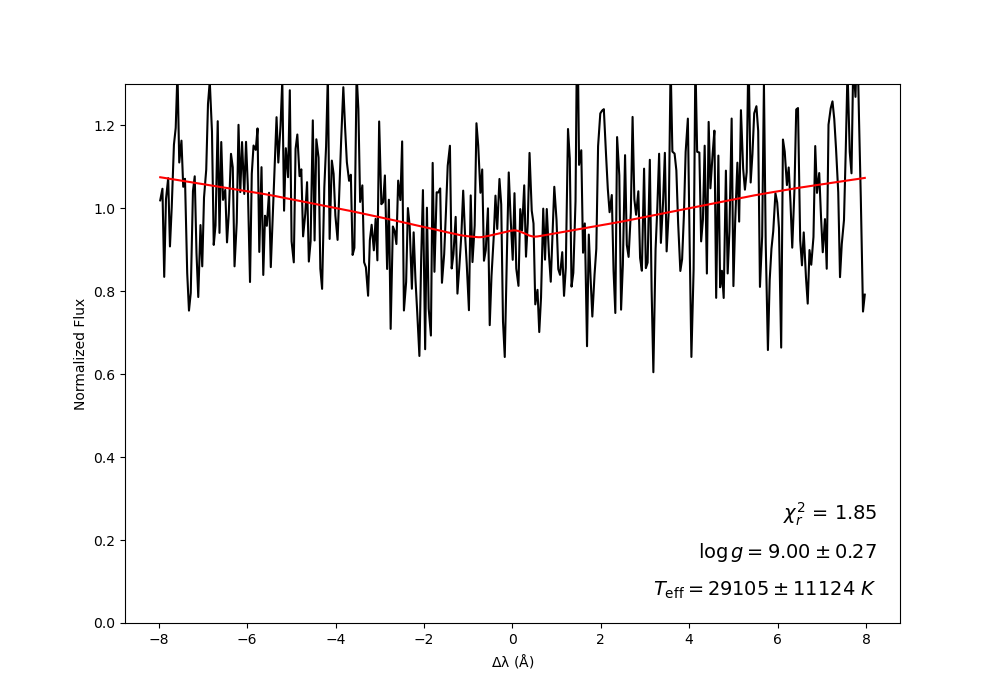 Normalized Flux
1.2
1.0
0.8
0.6
0.4
0.2
0.0
χ²ᵣ = 1.85
log g = 9.00 ± 0.27
T_eff = 29105 ± 11124 K
−8 −6 −4 −2 0 2 4 6 8
Δλ (Å)